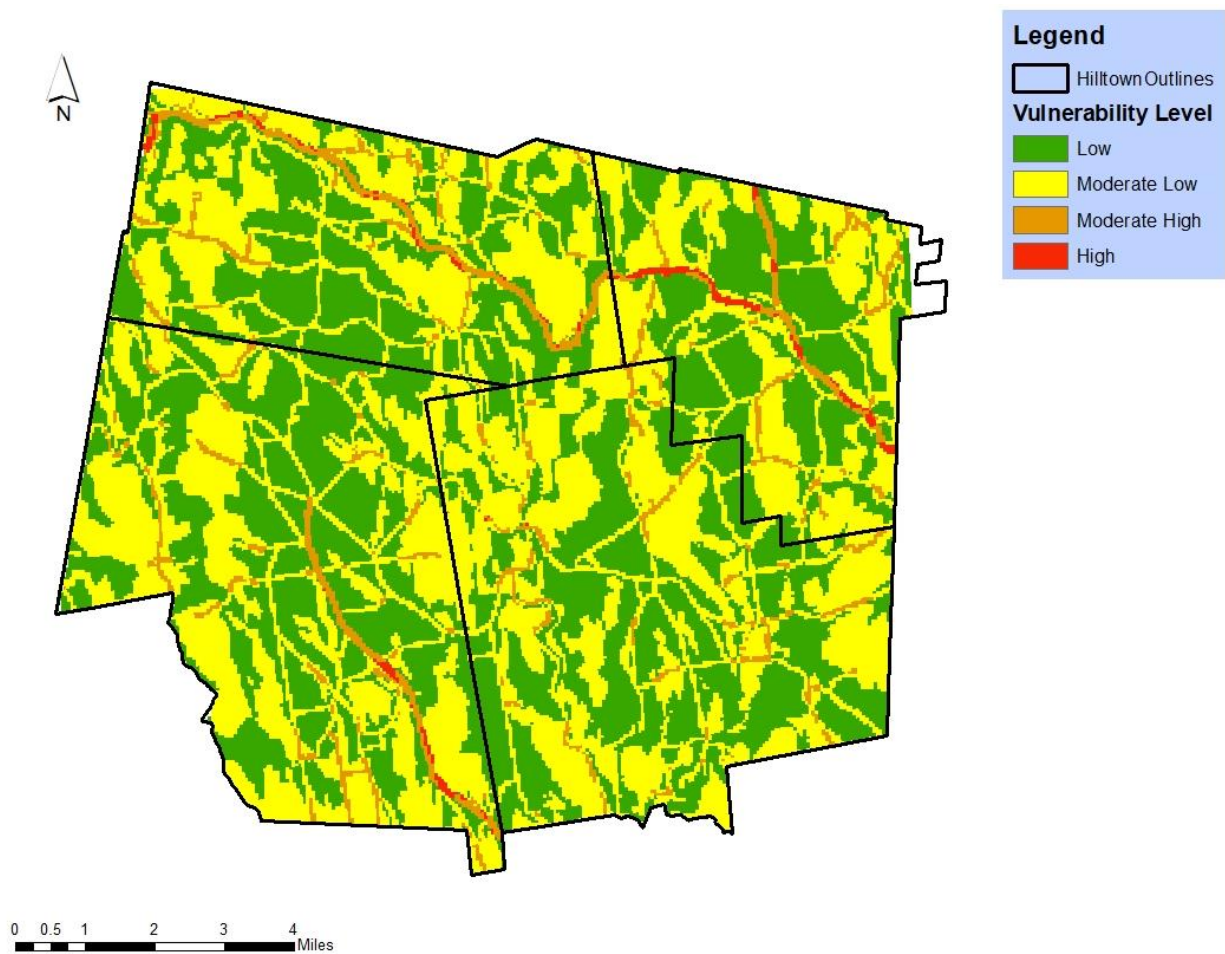 Legend
Hilltown Outlines
Vulnerability Level
Low
Moderate Low
Moderate High
High
N
0 0.5 1 2 3 4
Miles